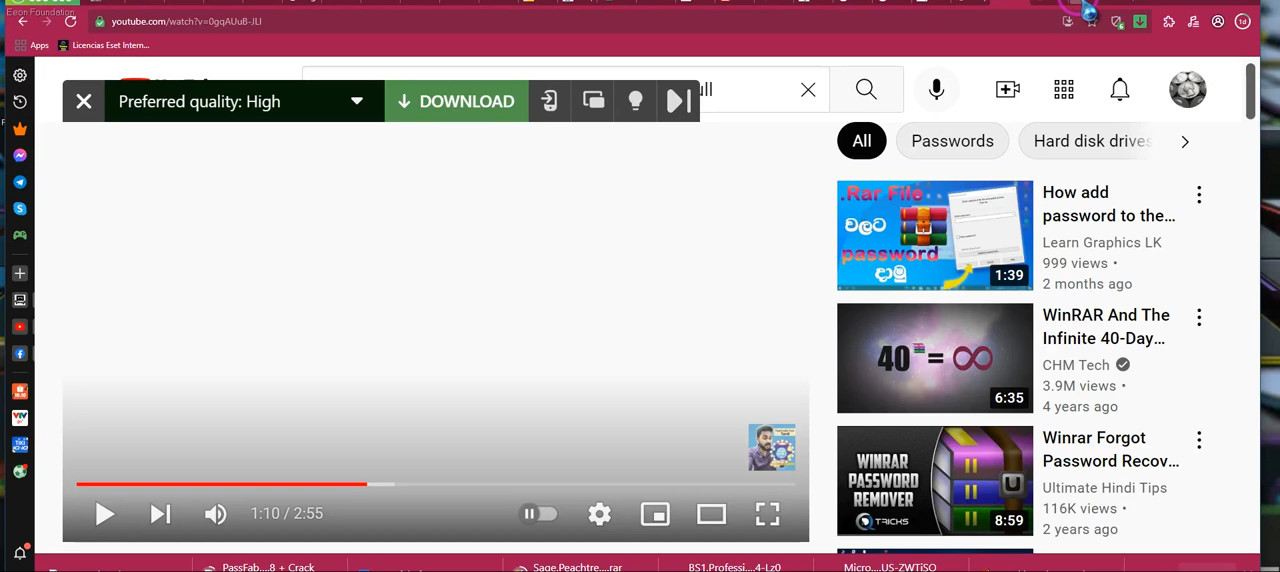 Eeon Foundation
youtube.com/watch?v=0gqAUuB-JLI
Apps
Licencias Eset Intern...
Preferred quality: High
DOWNLOAD
ull
All
Passwords
Hard disk drives
.Rar File
වලට
password
දාමු
1:39
How add
password to the...
Learn Graphics LK
999 views •
2 months ago
40 = ∞
6:35
WinRAR And The
Infinite 40-Day...
CHM Tech
3.9M views •
4 years ago
WINRAR
PASSWORD
REMOVER
TRICKS
8:59
Winrar Forgot
Password Recov...
Ultimate Hindi Tips
116K views •
2 years ago
1:10 / 2:55
PassFab....8 + Crack
Sage.Peachtre....rar
BS1.Professi....4-Lz0
Micro....US-ZWTiSO